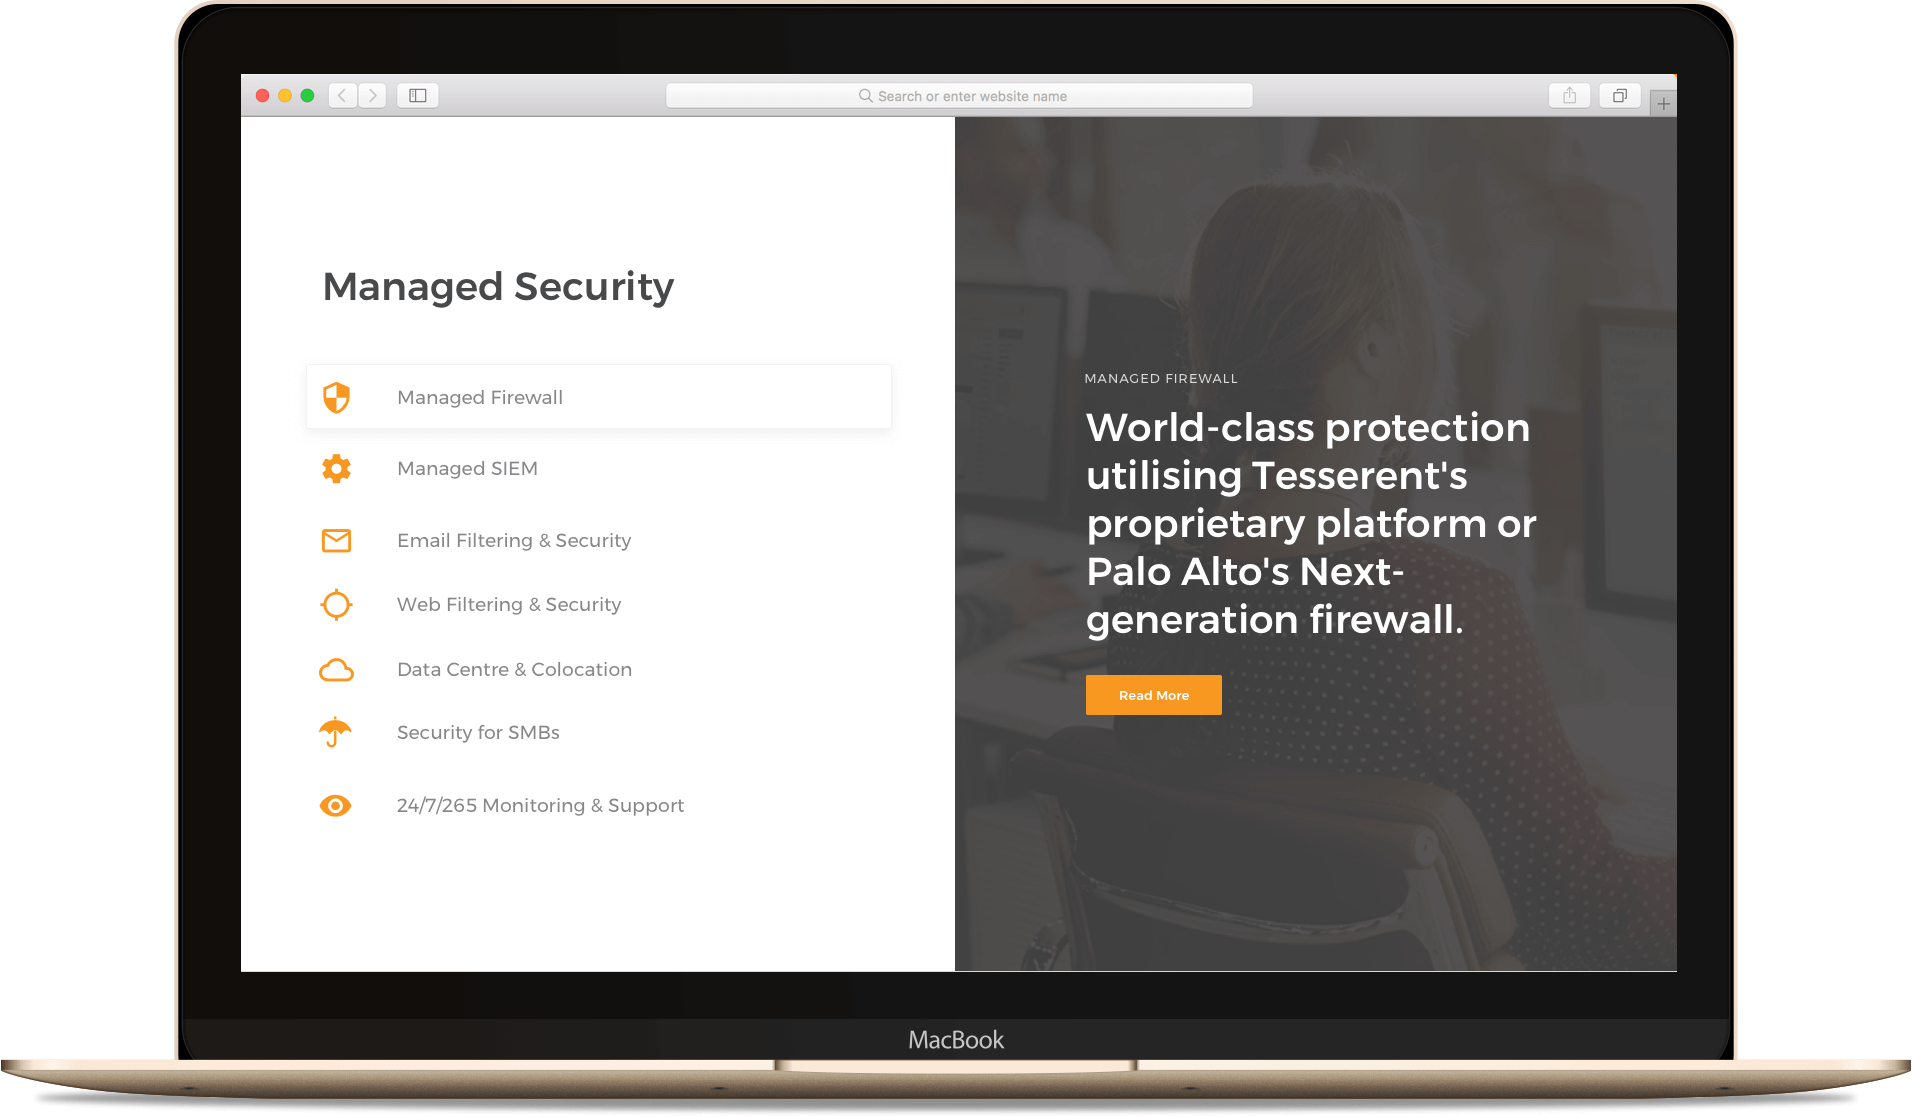 Search or enter website name
Managed Security
Managed Firewall
Managed SIEM
Email Filtering & Security
Web Filtering & Security
Data Centre & Colocation
Security for SMBs
24/7/265 Monitoring & Support
MANAGED FIREWALL
World-class protection
utilising Tesserent's
proprietary platform or
Palo Alto's Next-
generation firewall.
Read More
MacBook